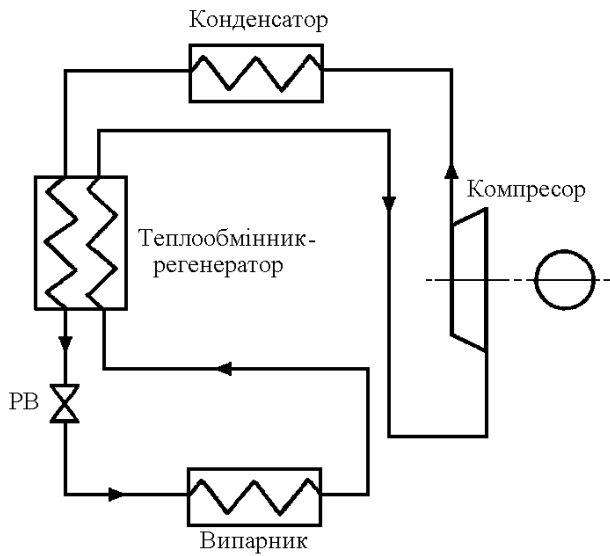 Конденсатор
Компресор
Теплообмінник-
регенератор
РВ
Випарник